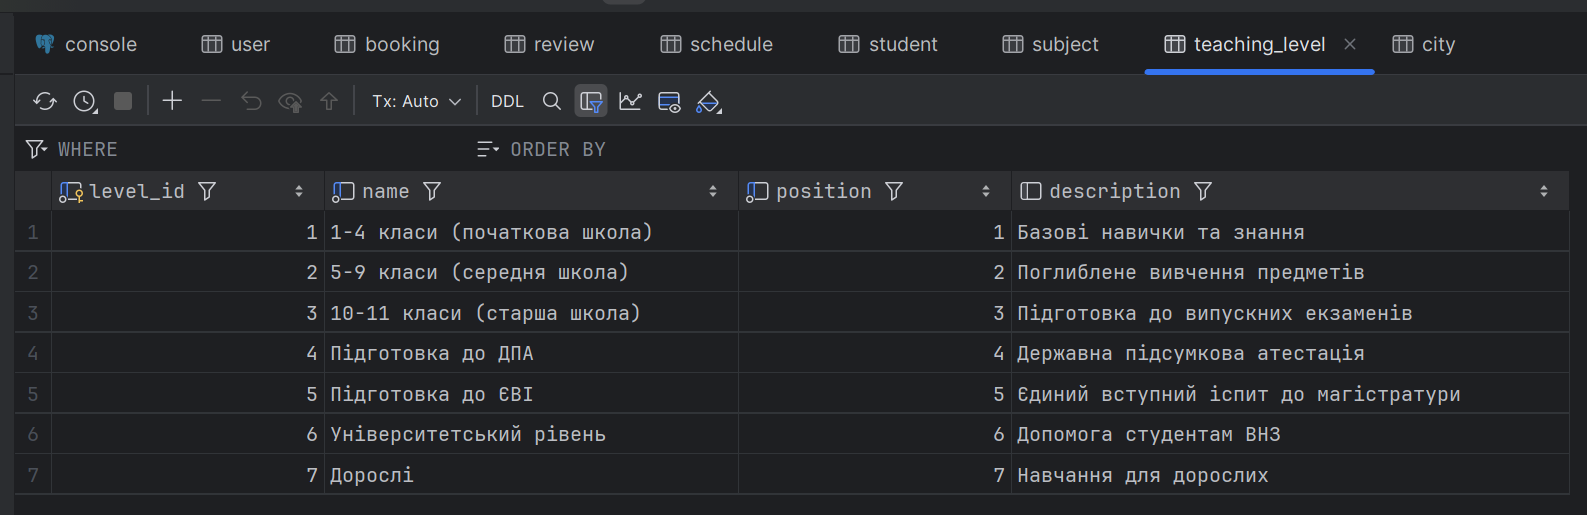 console user booking review schedule student subject teaching_level city
Tx: Auto DDL
WHERE ORDER BY
level_id name position description
1 1 1-4 класи (початкова школа) 1 Базові навички та знання
2 2 5-9 класи (середня школа) 2 Поглиблене вивчення предметів
3 3 10-11 класи (старша школа) 3 Підготовка до випускних екзаменів
4 4 Підготовка до ДПА 4 Державна підсумкова атестація
5 5 Підготовка до ЄВІ 5 Єдиний вступний іспит до магістратури
6 6 Університетський рівень 6 Допомога студентам ВНЗ
7 7 Дорослі 7 Навчання для дорослих